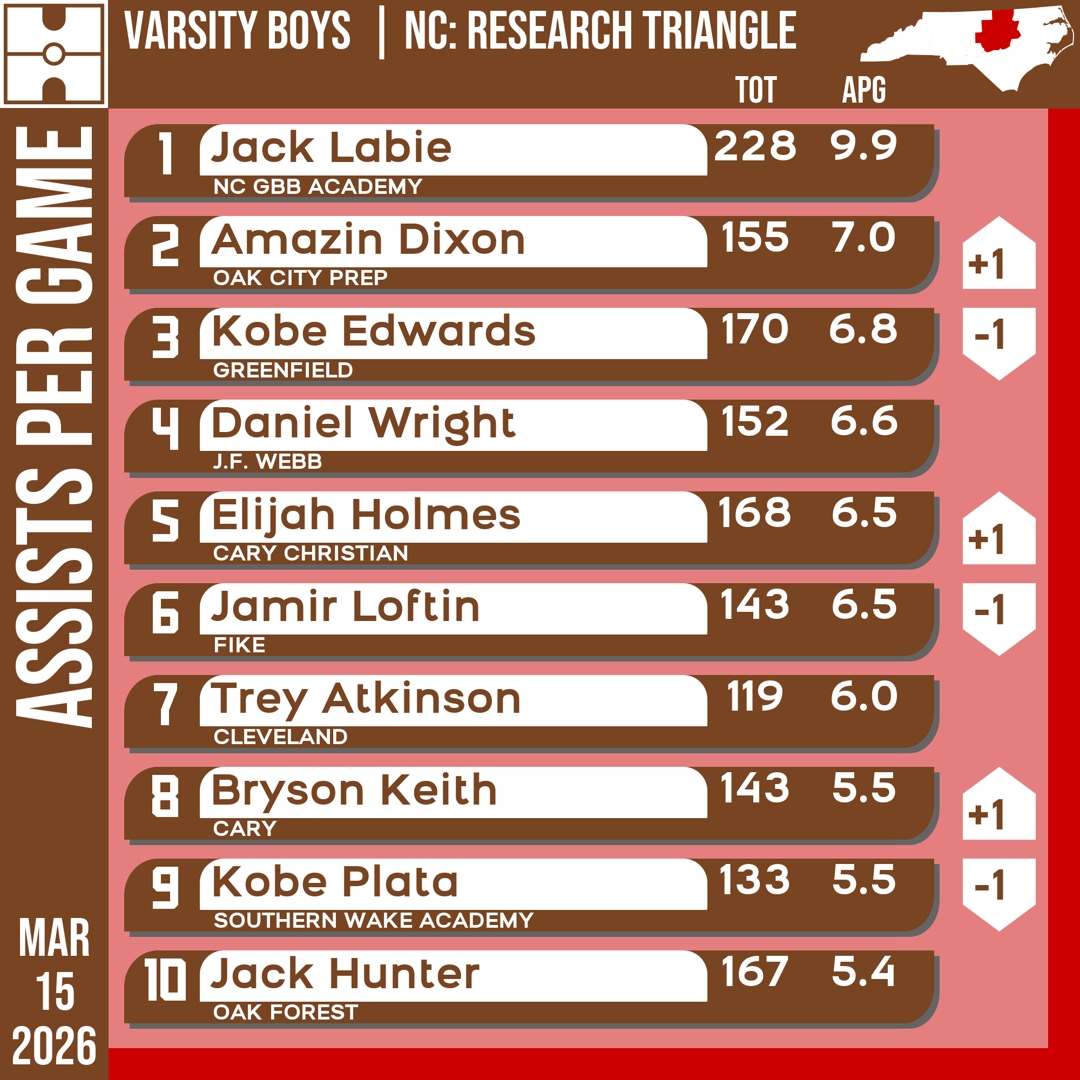 VARSITY BOYS | NC: RESEARCH TRIANGLE
TOT APG
ASSISTS PER GAME
1 Jack Labie 228 9.9
NC GBB ACADEMY
2 Amazin Dixon 155 7.0 +1
OAK CITY PREP
3 Kobe Edwards 170 6.8 -1
GREENFIELD
4 Daniel Wright 152 6.6
J.F. WEBB
5 Elijah Holmes 168 6.5 +1
CARY CHRISTIAN
6 Jamir Loftin 143 6.5 -1
FIKE
7 Trey Atkinson 119 6.0
CLEVELAND
8 Bryson Keith 143 5.5 +1
CARY
9 Kobe Plata 133 5.5 -1
SOUTHERN WAKE ACADEMY
10 Jack Hunter 167 5.4
OAK FOREST
MAR
15
2026